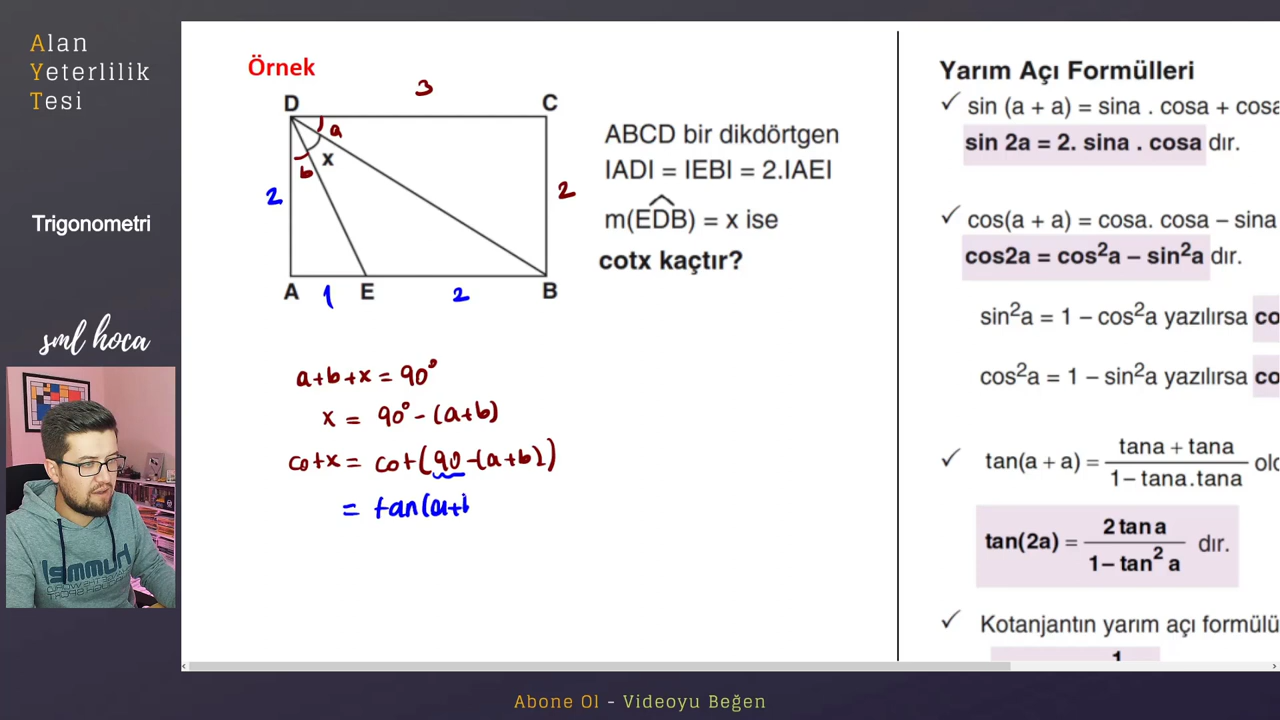 Alan
Yeterlilik
Tesi
Trigonometri
sml hoca
Örnek
3
D
C
a
x
b
2
2
A
E
B
1
2
ABCD bir dikdörtgen
IADI = IEBI = 2.IAEI
m(EDB) = x ise
cotx kaçtır?
a+b+x = 90°
x = 90° - (a+b)
cotx = cot(90-(a+b))
= tan(a+
Yarım Açı Formülleri
✓ sin (a + a) = sina . cosa + cosa
sin 2a = 2. sina . cosa dır.
✓ cos(a + a) = cosa. cosa – sina
cos2a = cos²a – sin²a dır.
sin²a = 1 – cos²a yazılırsa co
cos²a = 1 – sin²a yazılırsa co
✓ tan(a + a) = tana + tana / 1– tana.tana
tan(2a) = 2 tan a / 1– tan² a dır.
✓ Kotanjantın yarım açı formülü
1
Abone Ol - Videoyu Beğen